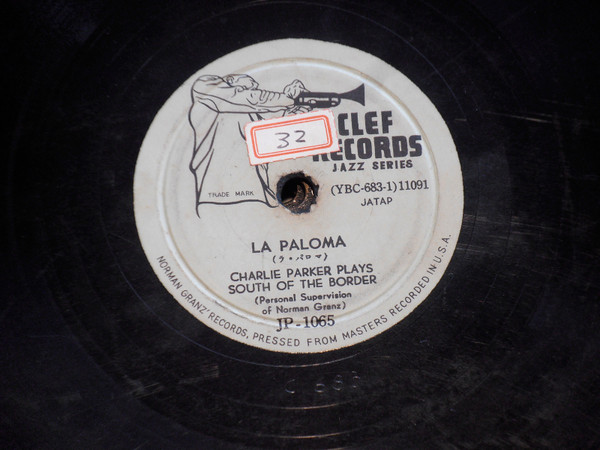 32
CLEF
RECORDS
JAZZ SERIES
TRADE MARK
(YBC-683-1) 11091
JATAP
LA PALOMA
(ラ・パロマ)
CHARLIE PARKER PLAYS
SOUTH OF THE BORDER
(Personal Supervision
of Norman Granz)
JP-1065
NORMAN GRANZ' RECORDS, PRESSED FROM MASTERS RECORDED IN U.S.A.
C 683